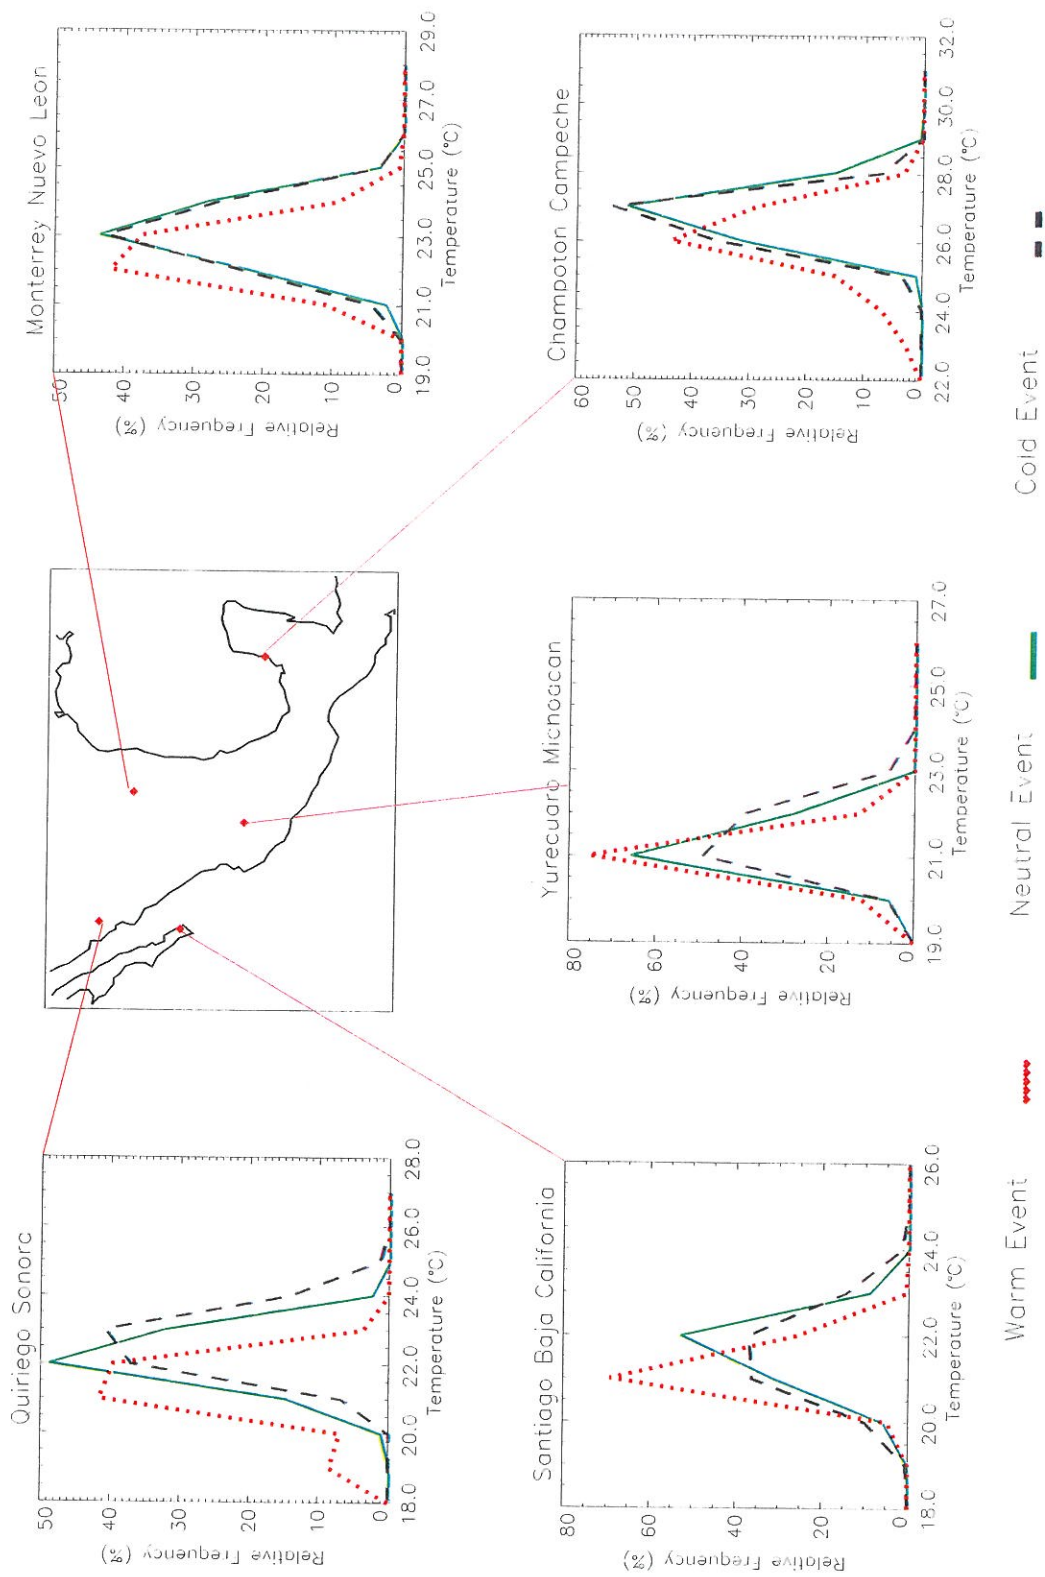 Quiriego Sonorc
50
40
30
20
10
0
Relative Frequency (%)
18.0 20.0 22.0 24.0 26.0 28.0
Temperature (°C)
Monterrey Nuevo Leon
50
40
30
20
10
0
Relative Frequency (%)
19.0 21.0 23.0 25.0 27.0 29.0
Temperature (°C)
Santiago Baja California
80
60
40
20
0
Relative Frequency (%)
18.0 20.0 22.0 24.0 26.0
Temperature (°C)
Yurecuaro Micnoacan
80
60
40
20
0
Relative Frequency (%)
19.0 21.0 23.0 25.0 27.0
Temperature (°C)
Champoton Campeche
60
50
40
30
20
10
0
Relative Frequency (%)
22.0 24.0 26.0 28.0 30.0 32.0
Temperature (°C)
Warm Event Neutral Event Cold Event